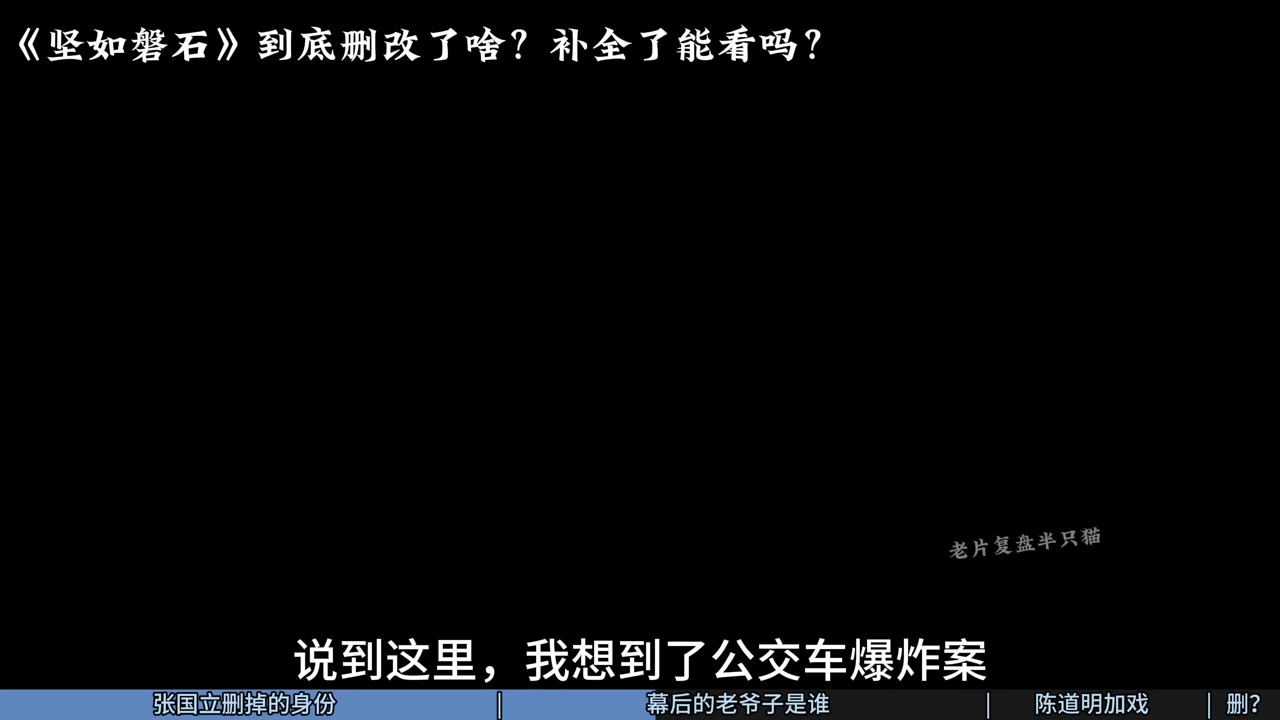 《坚如磐石》到底删改了啥？补全了能看吗？
老片复盘半只猫
说到这里，我想到了公交车爆炸案
张国立删掉的身份 | 幕后的老爷子是谁 | 陈道明加戏 | 删？